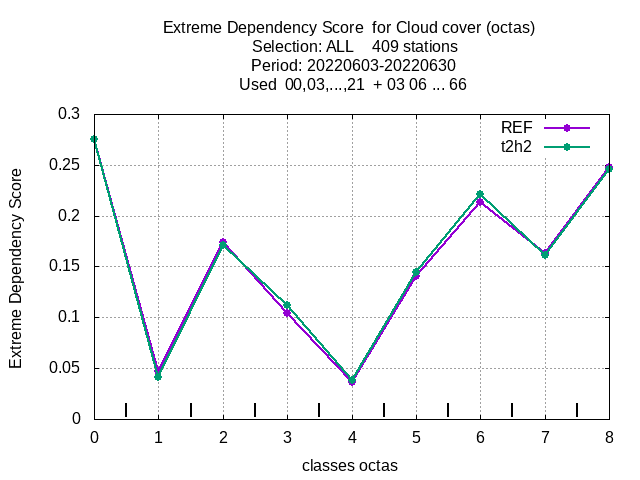 Extreme Dependency Score  for Cloud cover (octas)
Selection: ALL    409 stations
Period: 20220603-20220630
Used  00,03,...,21  + 03 06 ... 66
REF
t2h2
0.3
0.25
0.2
0.15
0.1
0.05
0
Extreme Dependency Score
0 1 2 3 4 5 6 7 8
classes octas